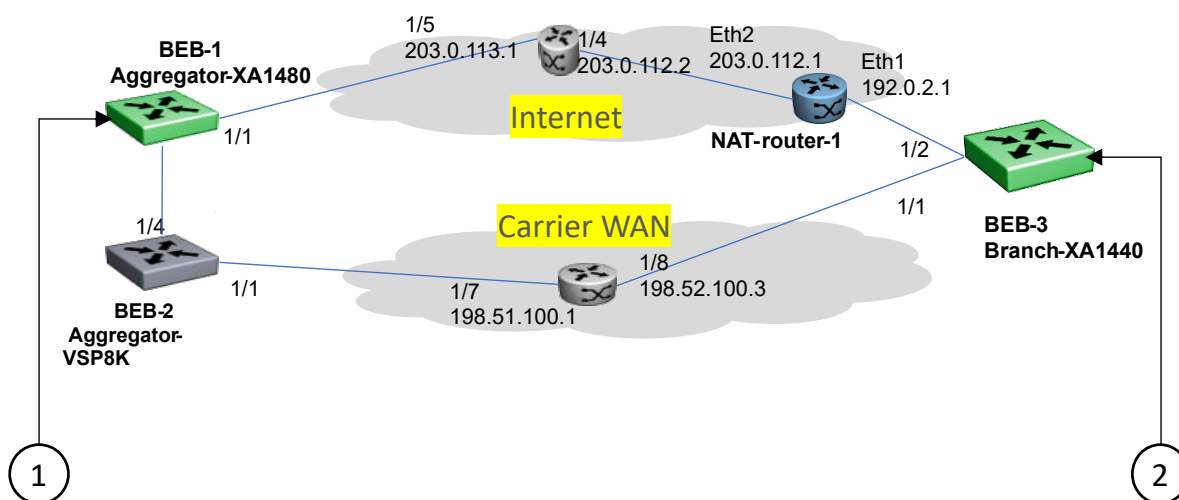 BEB-1
Aggregator-XA1480
1/1
1/5
203.0.113.1
1/4
203.0.112.2
Eth2
203.0.112.1
Eth1
192.0.2.1
Internet
NAT-router-1
1/2
1/1
BEB-3
Branch-XA1440
Carrier WAN
1/4
1/1
BEB-2
Aggregator-
VSP8K
1/7
198.51.100.1
1/8
198.52.100.3
1
2